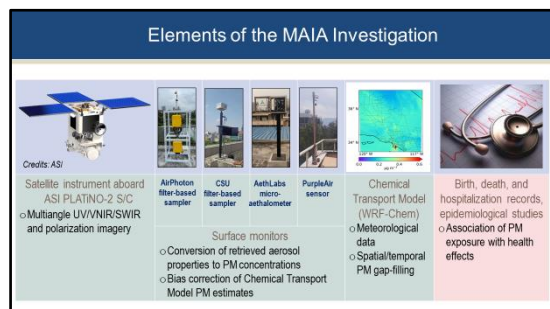 Elements of the MAIA Investigation
Credits: ASI
Satellite instrument aboard
ASI PLATiNO-2 S/C
o Multiangle UV/VNIR/SWIR
and polarization imagery
AirPhoton
filter-based
sampler
CSU
filter-based
sampler
AethLabs
micro-
aethalometer
PurpleAir
sensor
Surface monitors
o Conversion of retrieved aerosol
properties to PM concentrations
o Bias correction of Chemical Transport
Model PM estimates
Chemical
Transport Model
(WRF-Chem)
o Meteorological
data
o Spatial/temporal
PM gap-filling
Birth, death, and
hospitalization records,
epidemiological studies
o Association of PM
exposure with health
effects